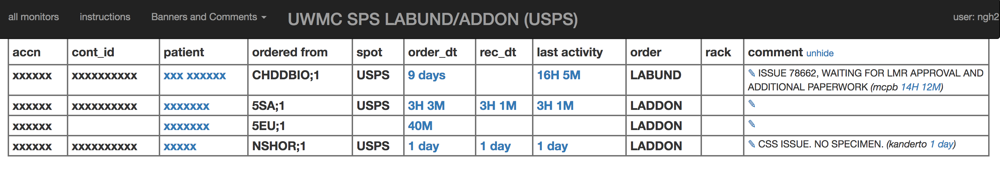 all monitors instructions Banners and Comments UWMC SPS LABUND/ADDON (USPS) user: ngh2
accn cont_id patient ordered from spot order_dt rec_dt last activity order rack comment unhide
xxxxxx xxxxxxxxxx xxx xxxxxx CHDDBIO;1 USPS 9 days 16H 5M LABUND ✎ ISSUE 78662, WAITING FOR LMR APPROVAL AND
ADDITIONAL PAPERWORK (mcpb 14H 12M)
xxxxxx xxxxxxxxxx xxxxxxx 5SA;1 USPS 3H 3M 3H 1M 3H 1M LADDON ✎
xxxxxx xxxxxxx 5EU;1 40M LADDON ✎
xxxxxx xxxxxxxxxx xxxxx NSHOR;1 USPS 1 day 1 day 1 day LADDON ✎ CSS ISSUE. NO SPECIMEN. (kanderto 1 day)